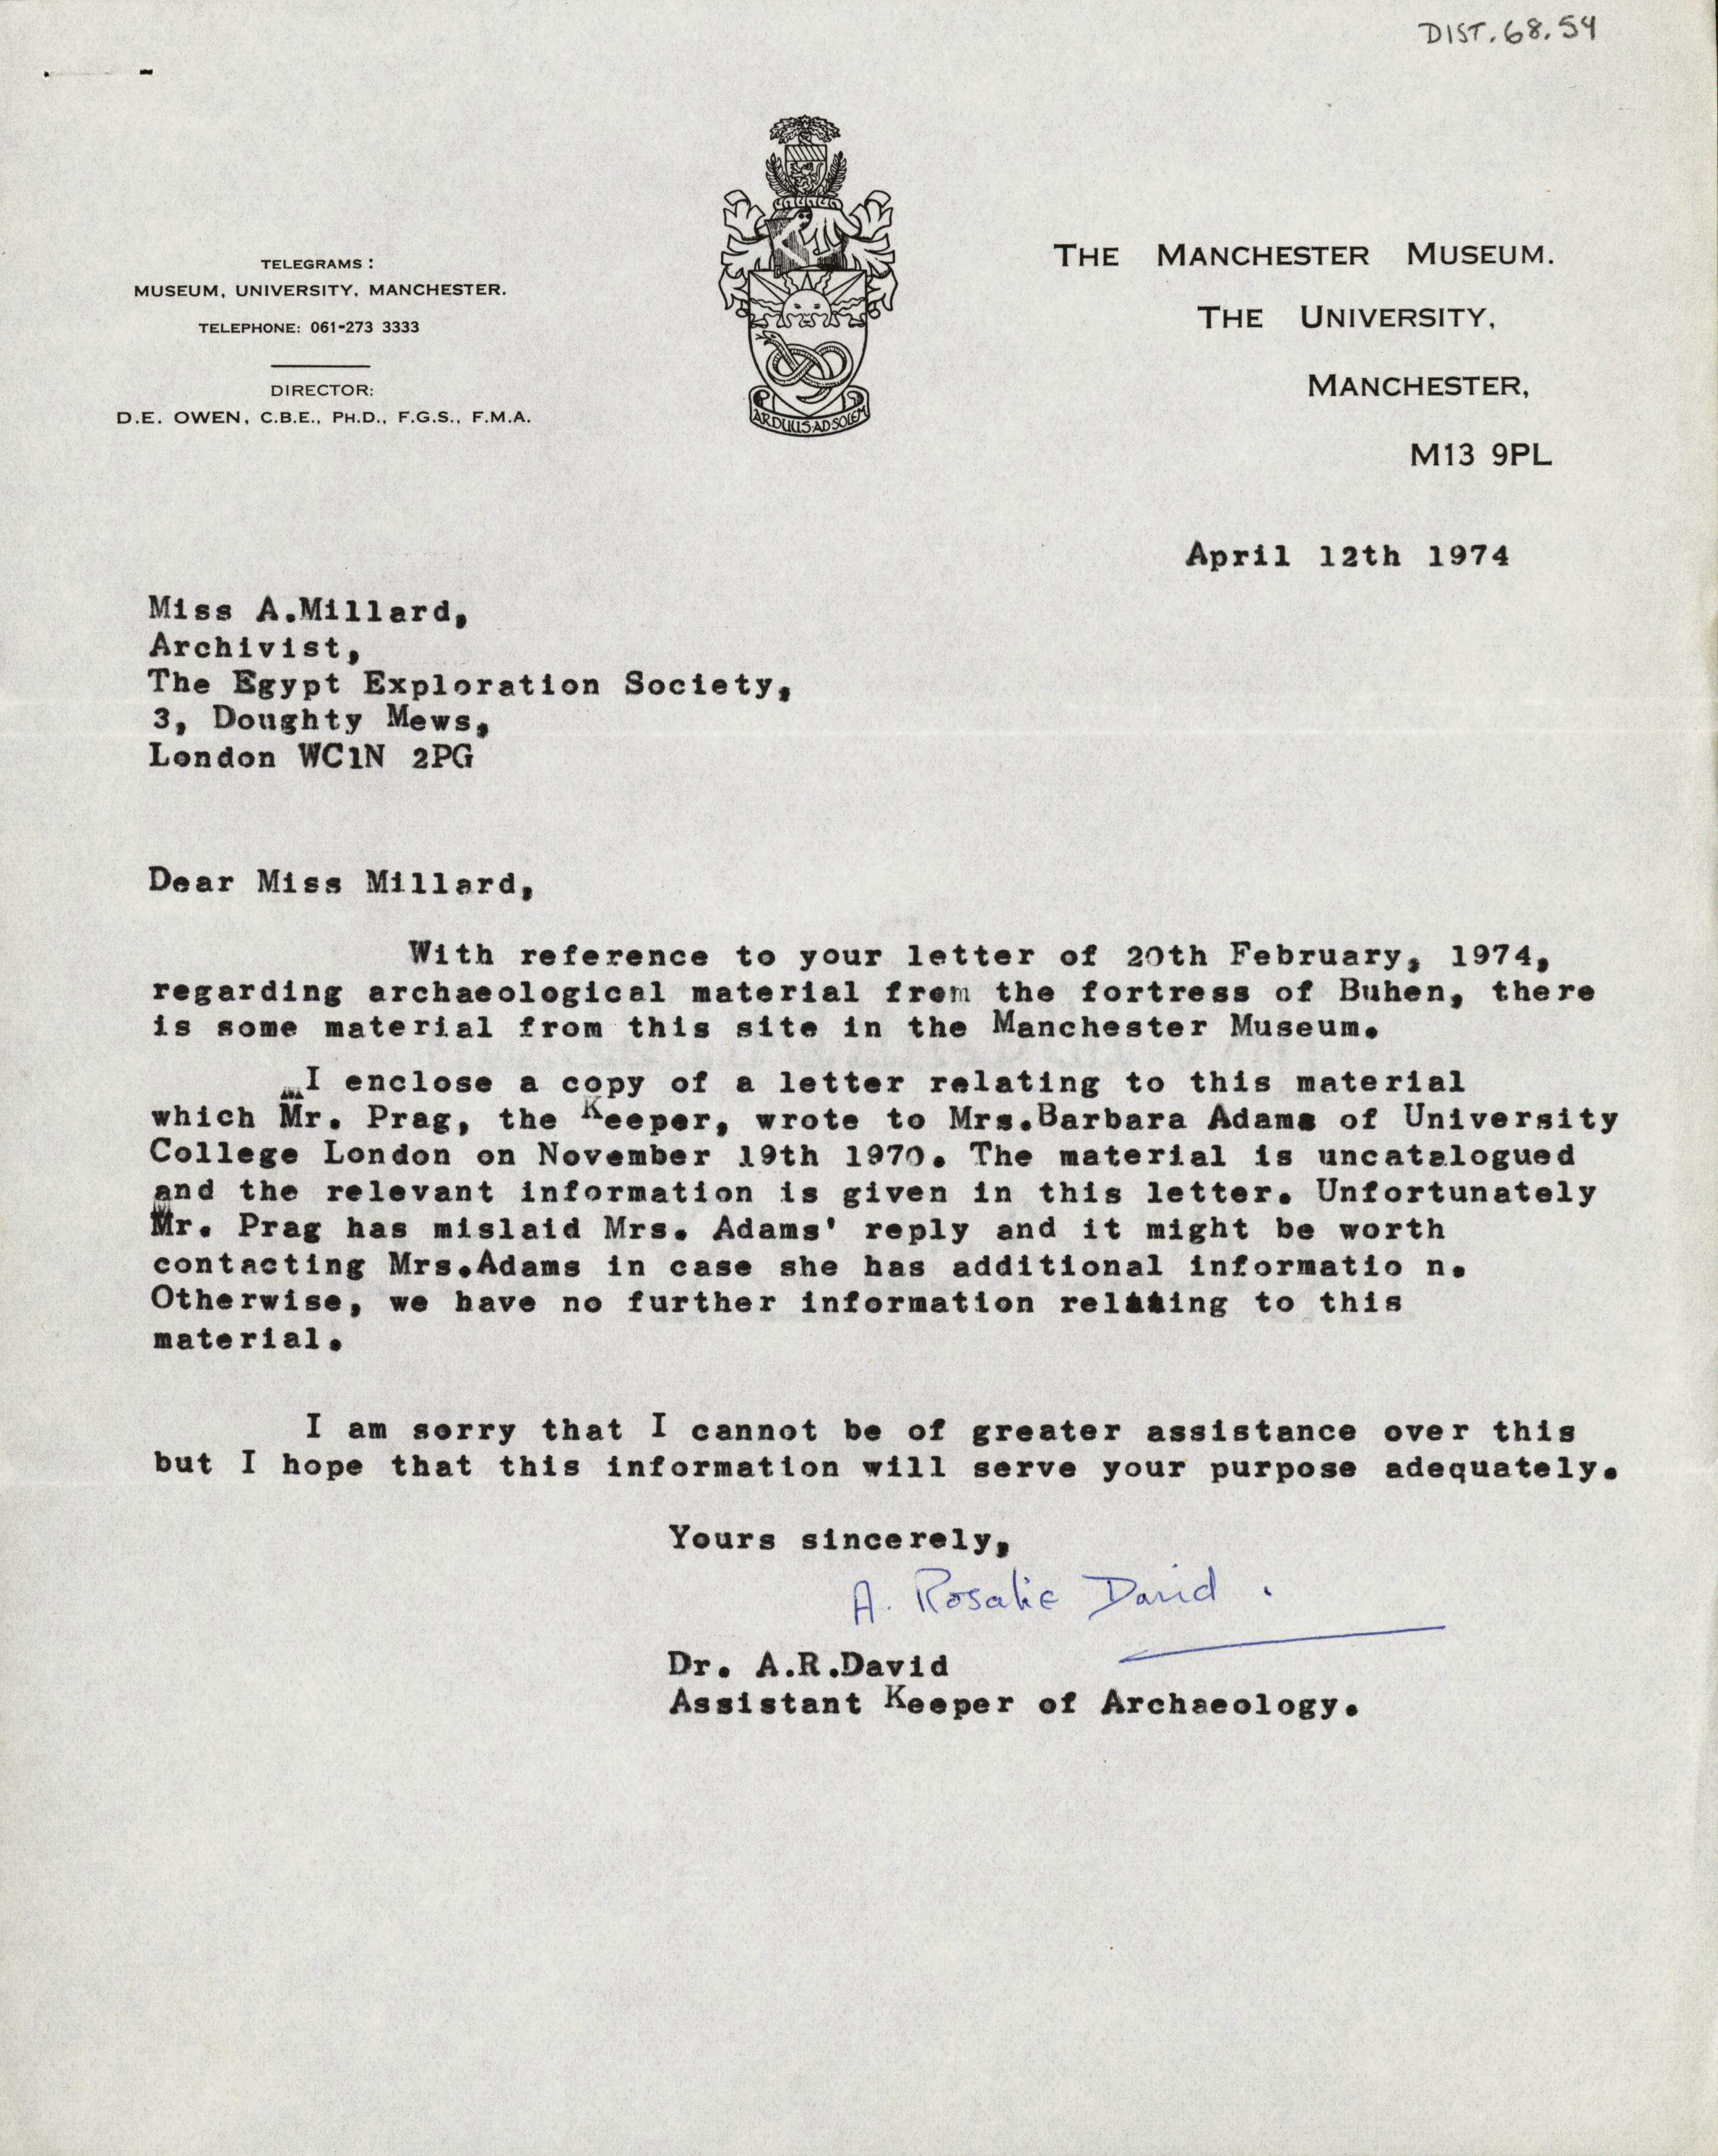 DIST.68.54
TELEGRAMS:
MUSEUM, UNIVERSITY, MANCHESTER.
TELEPHONE: 061-273 3333
DIRECTOR:
D.E. OWEN, C.B.E., PH.D., F.G.S., F.M.A.
ARDUUS AD SOLEM
THE MANCHESTER MUSEUM.
THE UNIVERSITY,
MANCHESTER,
M13 9PL
April 12th 1974
Miss A.Millard,
Archivist,
The Egypt Exploration Society,
3, Doughty Mews,
London WC1N 2PG
Dear Miss Millard,
With reference to your letter of 20th February, 1974,
regarding archaeological material from the fortress of Buhen, there
is some material from this site in the Manchester Museum.
I enclose a copy of a letter relating to this material
which Mr. Prag, the Keeper, wrote to Mrs.Barbara Adams of University
College London on November 19th 1970. The material is uncatalogued
and the relevant information is given in this letter. Unfortunately
Mr. Prag has mislaid Mrs. Adams' reply and it might be worth
contacting Mrs.Adams in case she has additional informatio n.
Otherwise, we have no further information relating to this
material.
I am sorry that I cannot be of greater assistance over this
but I hope that this information will serve your purpose adequately.
Yours sincerely,
A. Rosalie David.
Dr. A.R.David
Assistant Keeper of Archaeology.